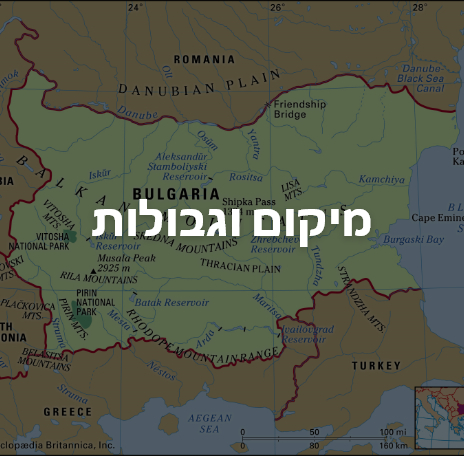 24°
26°
28°
ROMANIA
Olt
DANUBIAN PLAIN
Danubo
Black Sea
Canal
Danube
Friendship
Bridge
Osŭm
Yantra
Aleksandŭr
Stamboliyski
Reservoir
Iskŭr
Rositsa
Kamchiya
BALKAN
BULGARIA
Shipka Pass
LISA
MTS.
Cape Emine
VITOSHA
MTS.
מיקום וגבולות
VITOSHA
NATIONAL PARK
Reservoir
SREDNA MOUNTAINS
Zhrebchevo
Reservoir
Burgaski Bay
Musala Peak
2925 m
THRACIAN PLAIN
Tundzha
RILA MOUNTAINS
STRANDZHA MTS.
PIRIN
NATIONAL
PARK
PIRIN MTS.
Batak Reservoir
Maritsa
PLAČKOVICA
MTS.
Struma
Mesta
RHODOPE MOUNTAIN RANGE
Arda
Ivailovgrad
Reservoir
BELASITSA
MOUNTAINS
Nestos
TURKEY
Struma
GREECE
AEGEAN
SEA
0 50 100 mi
0 80 160 km
clopædia Britannica, Inc.